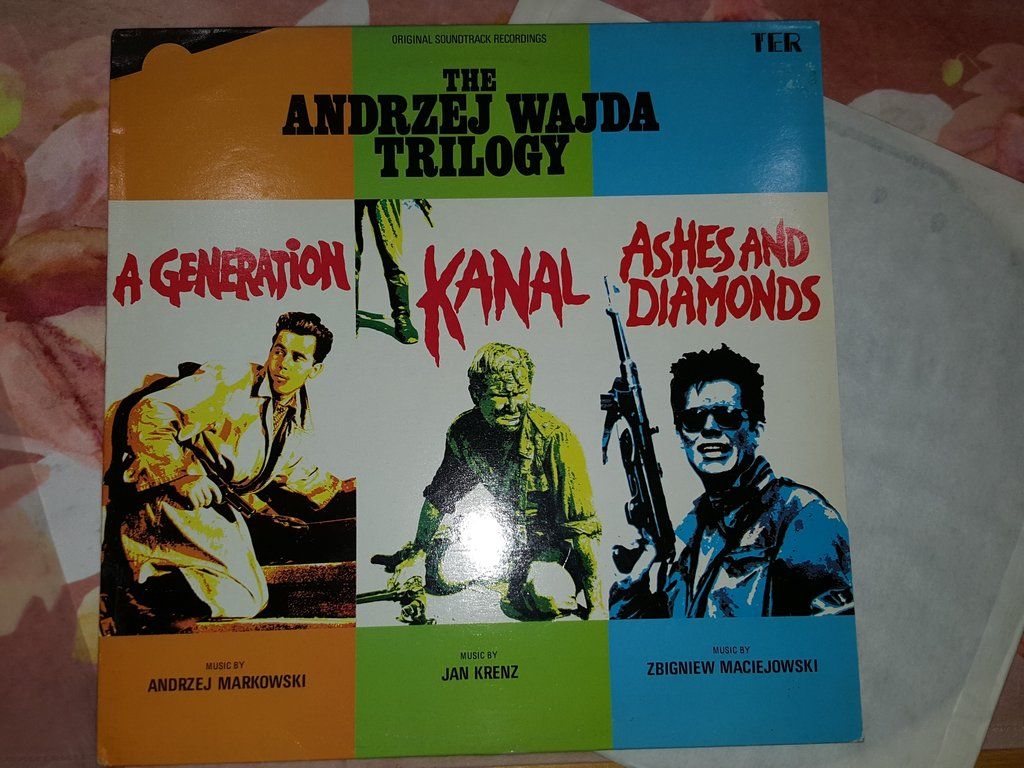 ORIGINAL SOUNDTRACK RECORDINGS
TER
THE
ANDRZEJ WAJDA
TRILOGY
A GENERATION
KANAL
ASHES AND
DIAMONDS
MUSIC BY
ANDRZEJ MARKOWSKI
MUSIC BY
JAN KRENZ
MUSIC BY
ZBIGNIEW MACIEJOWSKI